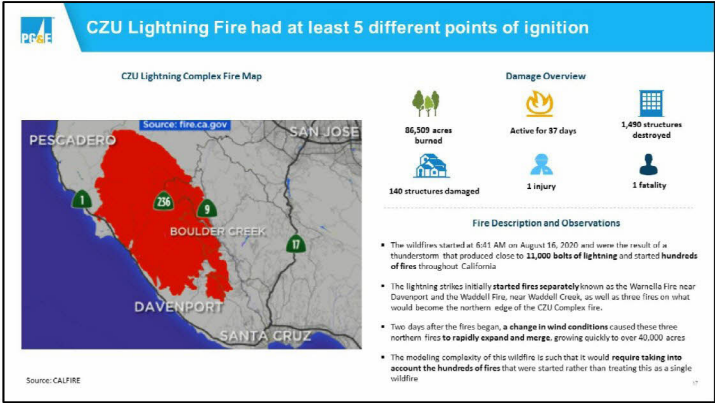 PG&E
CZU Lightning Fire had at least 5 different points of ignition
CZU Lightning Complex Fire Map
Source: fire.ca.gov
PESCADERO
SAN JOSE
1
236
9
BOULDER CREEK
17
DAVENPORT
SANTA CRUZ
Source: CALFIRE
Damage Overview
86,509 acres
burned
Active for 37 days
1,490 structures
destroyed
140 structures damaged
1 injury
1 fatality
Fire Description and Observations
▪ The wildfires started at 6:41 AM on August 16, 2020 and were the result of a
thunderstorm that produced close to 11,000 bolts of lightning and started hundreds
of fires throughout California
▪ The lightning strikes initially started fires separately known as the Warnella Fire near
Davenport and the Waddell Fire, near Waddell Creek, as well as three fires on what
would become the northern edge of the CZU Complex fire.
▪ Two days after the fires began, a change in wind conditions caused these three
northern fires to rapidly expand and merge, growing quickly to over 40,000 acres
▪ The modeling complexity of this wildfire is such that it would require taking into
account the hundreds of fires that were started rather than treating this as a single
wildfire